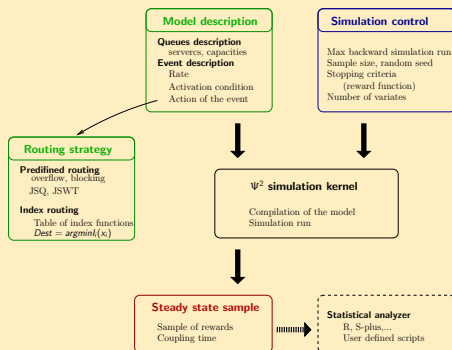 Model description
Queues description
servercs, capacities
Event description
Rate
Activation condition
Action of the event
Simulation control
Max backward simulation run
Sample size, random seed
Stopping criteria
(reward function)
Number of variates
Routing strategy
Predifined routing
overflow, blocking
JSQ, JSWT
Index routing
Table of index functions
Dest = argminIᵢ(xᵢ)
Ψ² simulation kernel
Compilation of the model
Simulation run
Steady state sample
Sample of rewards
Coupling time
Statistical analyzer
R, S-plus,...
User defined scripts